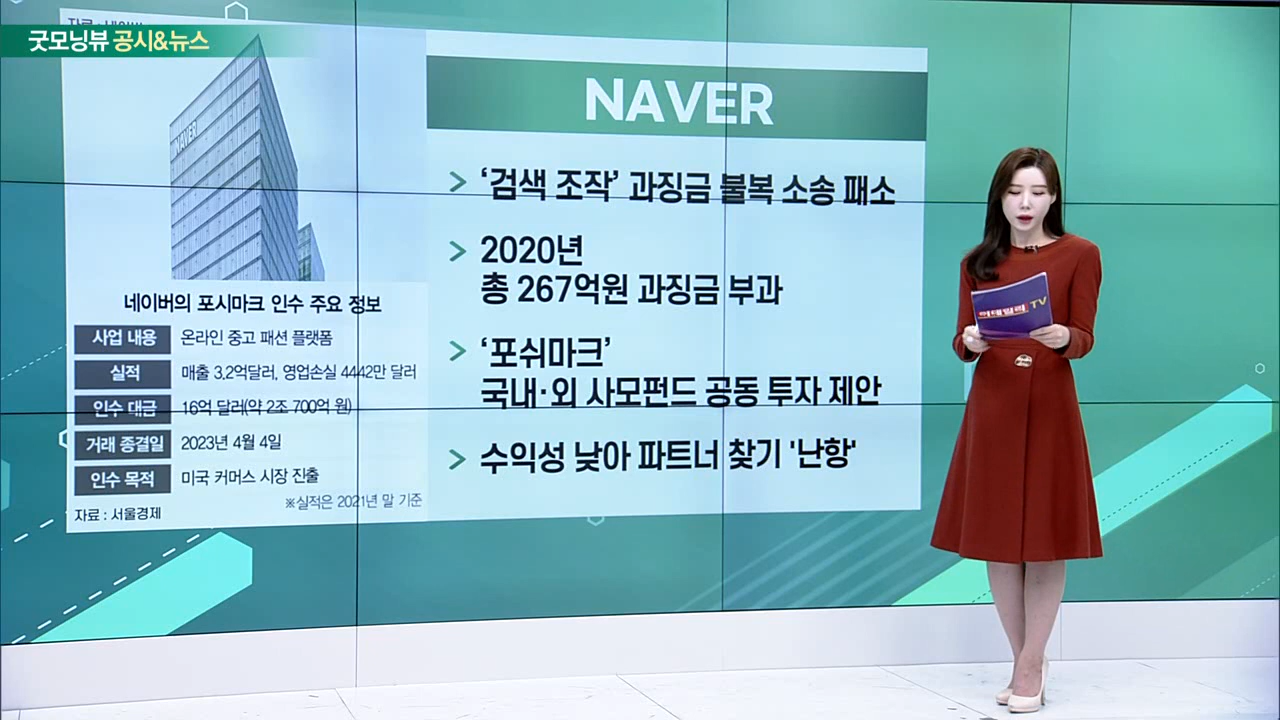 굿모닝뷰 공시&뉴스
NAVER
네이버의 포시마크 인수 주요 정보
사업 내용 온라인 중고 패션 플랫폼
실적 매출 3.2억달러, 영업손실 4442만 달러
인수 대금 16억 달러(약 2조 700억 원)
거래 종결일 2023년 4월 4일
인수 목적 미국 커머스 시장 진출
※실적은 2021년 말 기준
자료 : 서울경제
NAVER
‘검색 조작’ 과징금 불복 소송 패소
2020년
총 267억원 과징금 부과
‘포쉬마크’
국내·외 사모펀드 공동 투자 제안
수익성 낮아 파트너 찾기 '난항'
이데일리 TV